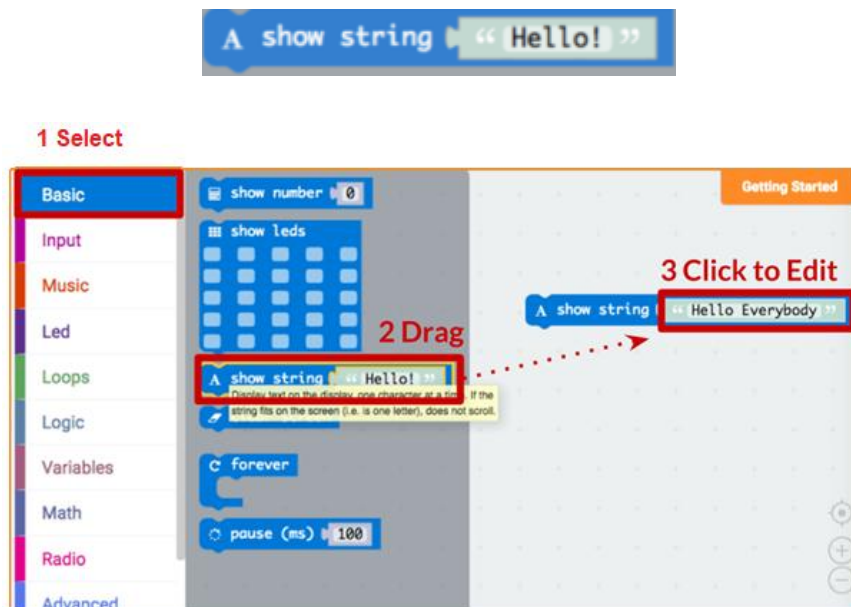 A show string “ Hello! ”
1 Select
Basic
Input
Music
Led
Loops
Logic
Variables
Math
Radio
Advanced
show number 0
show leds
2 Drag
A show string “ Hello! ”
Display text on the display, one character at a time. If the
string fits on the screen (i.e. is one letter), does not scroll.
forever
pause (ms) 100
Getting Started
3 Click to Edit
A show string “ Hello Everybody ”